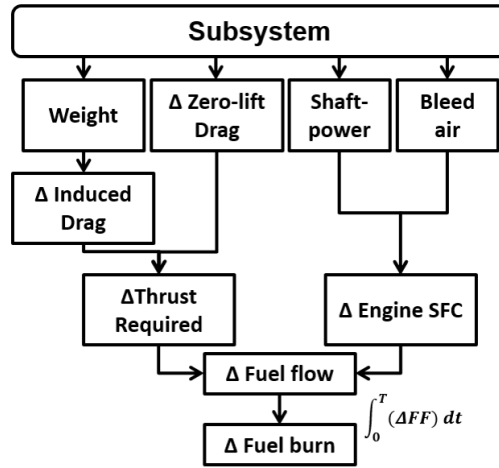 Subsystem
Weight
Δ Zero-lift
Drag
Shaft-
power
Bleed
air
Δ Induced
Drag
ΔThrust
Required
Δ Engine SFC
Δ Fuel flow
Δ Fuel burn
∫₀ᵀ (ΔFF) dt